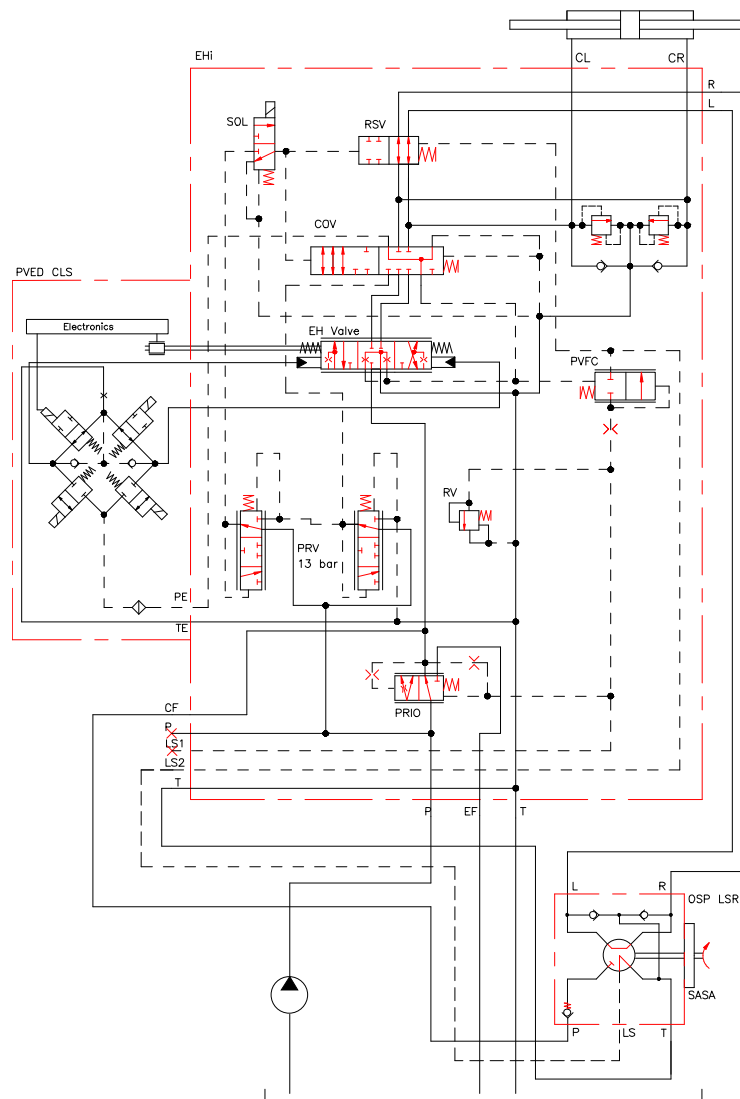 EHi
CL CR
R
L
SOL
RSV
COV
PVED CLS
Electronics
EH Valve
PVFC
RV
PRV
13 bar
PE
TE
PRIO
CF
P
LS1
LS2
T
P EF T
L R
OSP LSR
SASA
P LS T